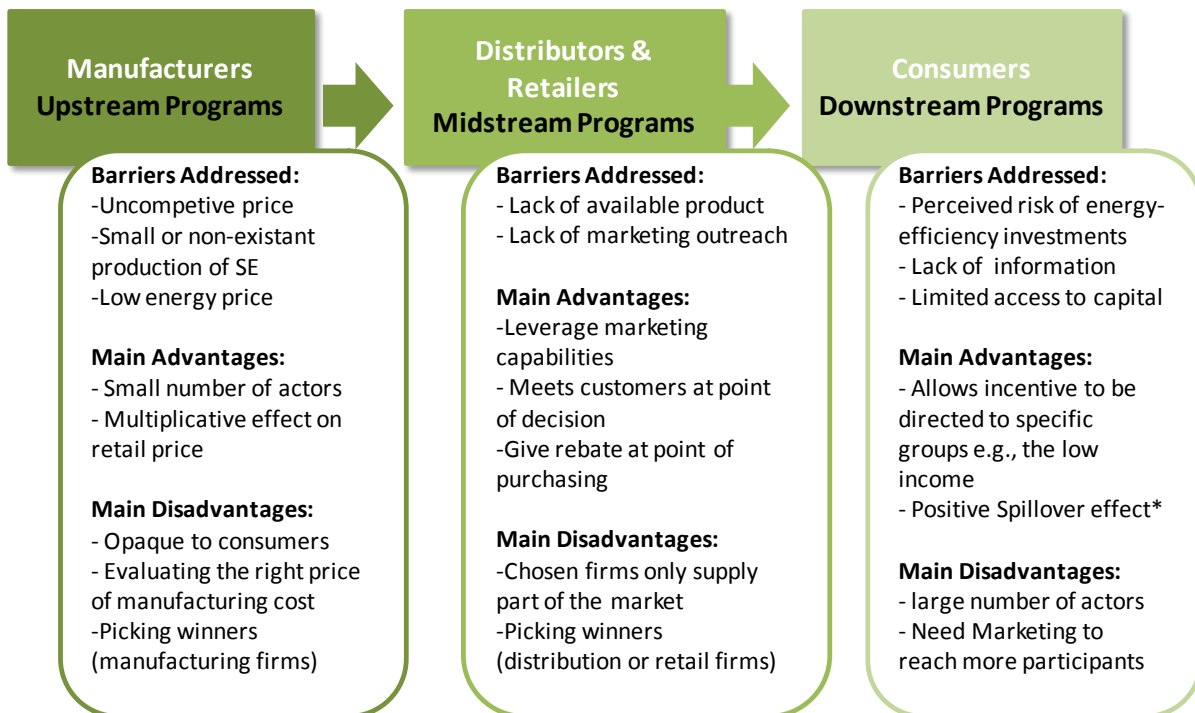 Manufacturers
Upstream Programs
Distributors &
Retailers
Midstream Programs
Consumers
Downstream Programs
Barriers Addressed:
-Uncompetive price
-Small or non-existant
production of SE
-Low energy price
Main Advantages:
- Small number of actors
- Multiplicative effect on
retail price
Main Disadvantages:
- Opaque to consumers
- Evaluating the right price
of manufacturing cost
-Picking winners
(manufacturing firms)
Barriers Addressed:
- Lack of available product
- Lack of marketing outreach
Main Advantages:
-Leverage marketing
capabilities
- Meets customers at point
of decision
-Give rebate at point of
purchasing
Main Disadvantages:
-Chosen firms only supply
part of the market
-Picking winners
(distribution or retail firms)
Barriers Addressed:
- Perceived risk of energy-
efficiency investments
- Lack of information
- Limited access to capital
Main Advantages:
- Allows incentive to be
directed to specific
groups e.g., the low
income
- Positive Spillover effect*
Main Disadvantages:
- large number of actors
- Need Marketing to
reach more participants